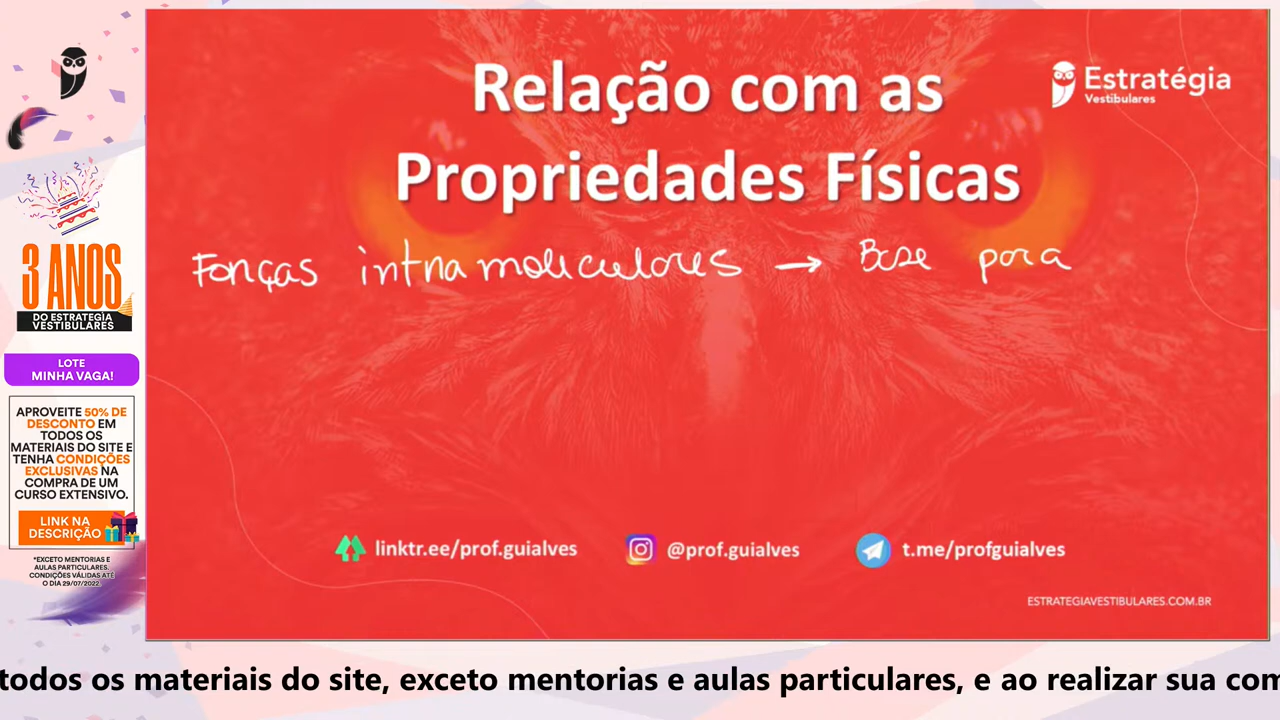 Relação com as
Propriedades Físicas
Estratégia
Vestibulares
Forças intramoleculares → Base para
3 ANOS
DO ESTRATEGIA
VESTIBULARES
LOTE
MINHA VAGA!
APROVEITE 50% DE
DESCONTO EM
TODOS OS
MATERIAIS DO SITE E
TENHA CONDIÇÕES
EXCLUSIVAS NA
COMPRA DE UM
CURSO EXTENSIVO.
LINK NA
DESCRIÇÃO
*EXCETO MENTORIAS E
AULAS PARTICULARES.
CONDIÇÕES VÁLIDAS ATÉ
O DIA 29/07/2022.
linktr.ee/prof.guialves
@prof.guialves
t.me/profguialves
ESTRATEGIAVESTIBULARES.COM.BR
todos os materiais do site, exceto mentorias e aulas particulares, e ao realizar sua com